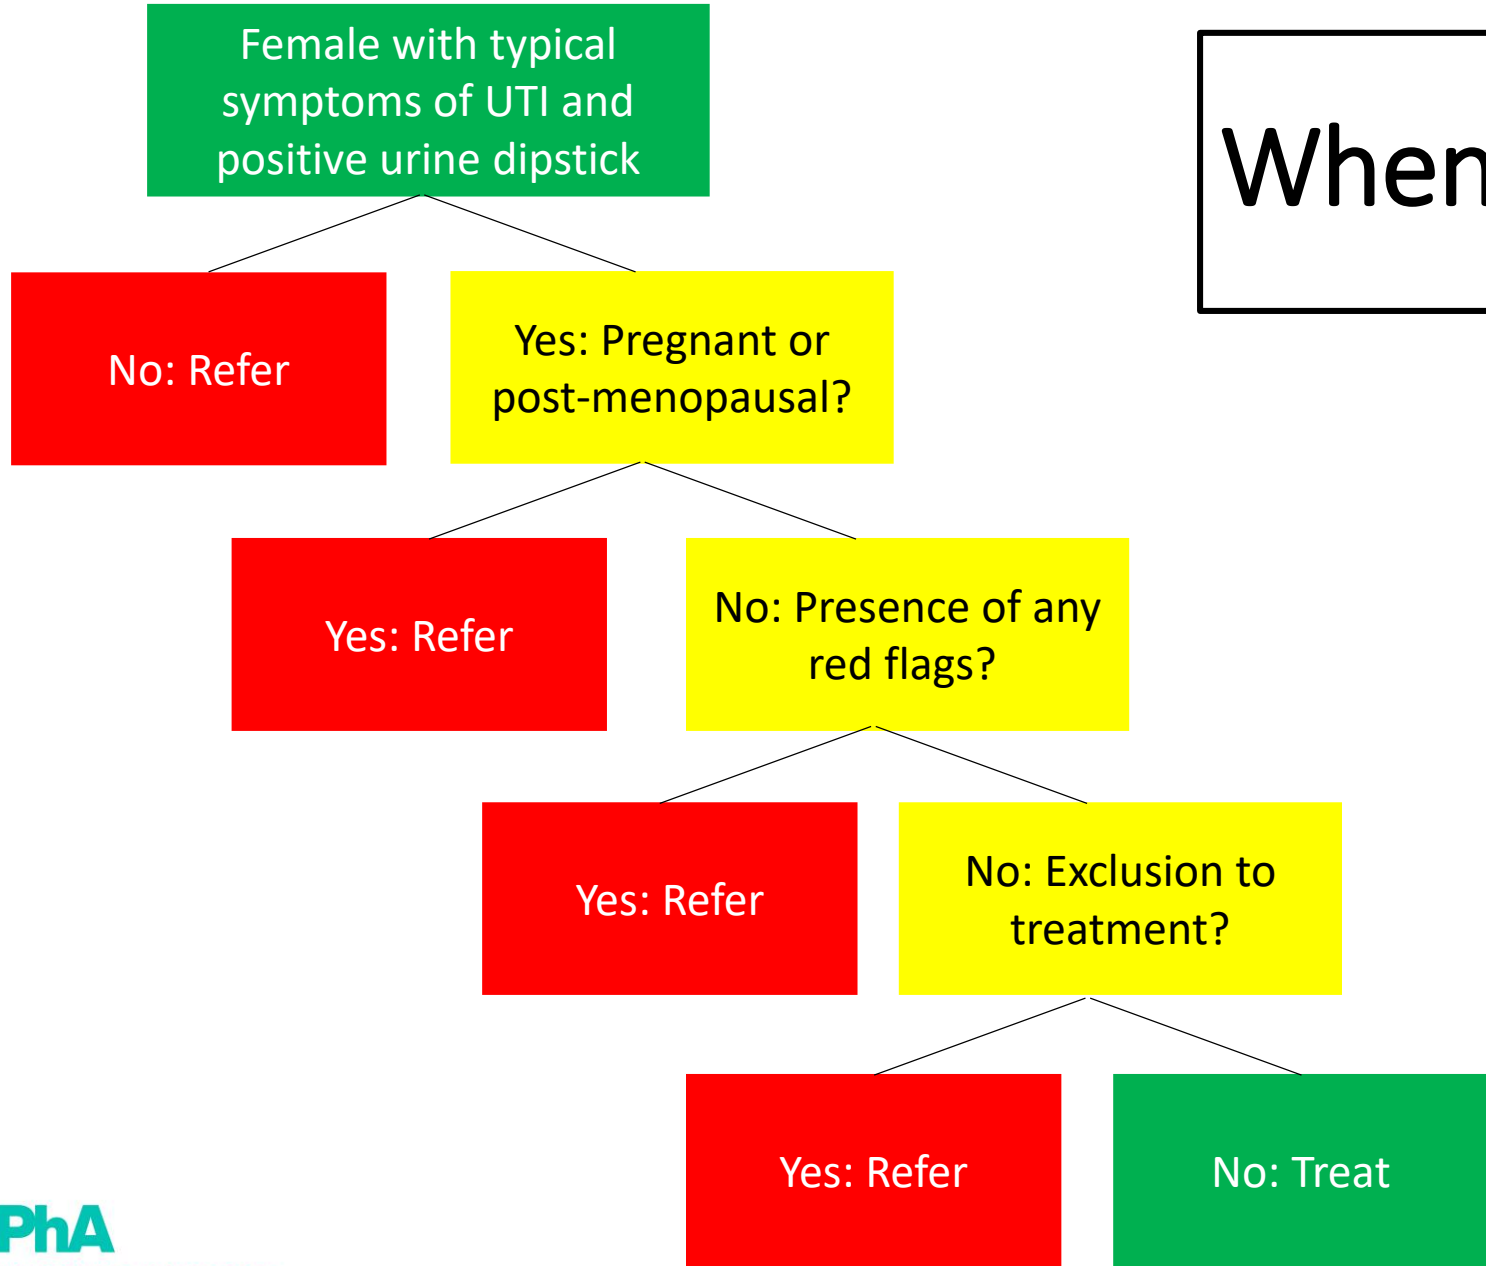 Female with typical
symptoms of UTI and
positive urine dipstick
When
No: Refer
Yes: Pregnant or
post-menopausal?
Yes: Refer
No: Presence of any
red flags?
Yes: Refer
No: Exclusion to
treatment?
Yes: Refer
No: Treat
PhA